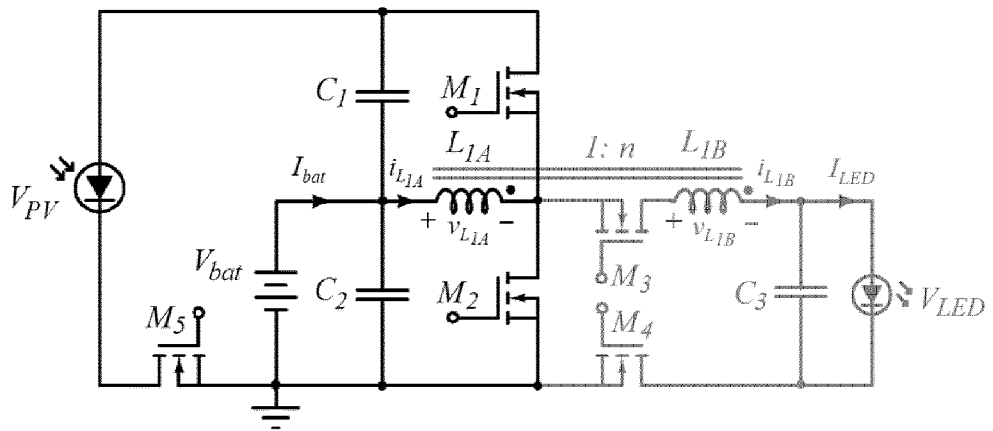 C1
M1
L1A
1: n
L1B
Ibat
iL1A
iL1B
ILED
VPV
+ vL1A −
+ vL1B −
Vbat
C2
M2
M3
C3
VLED
M5
M4